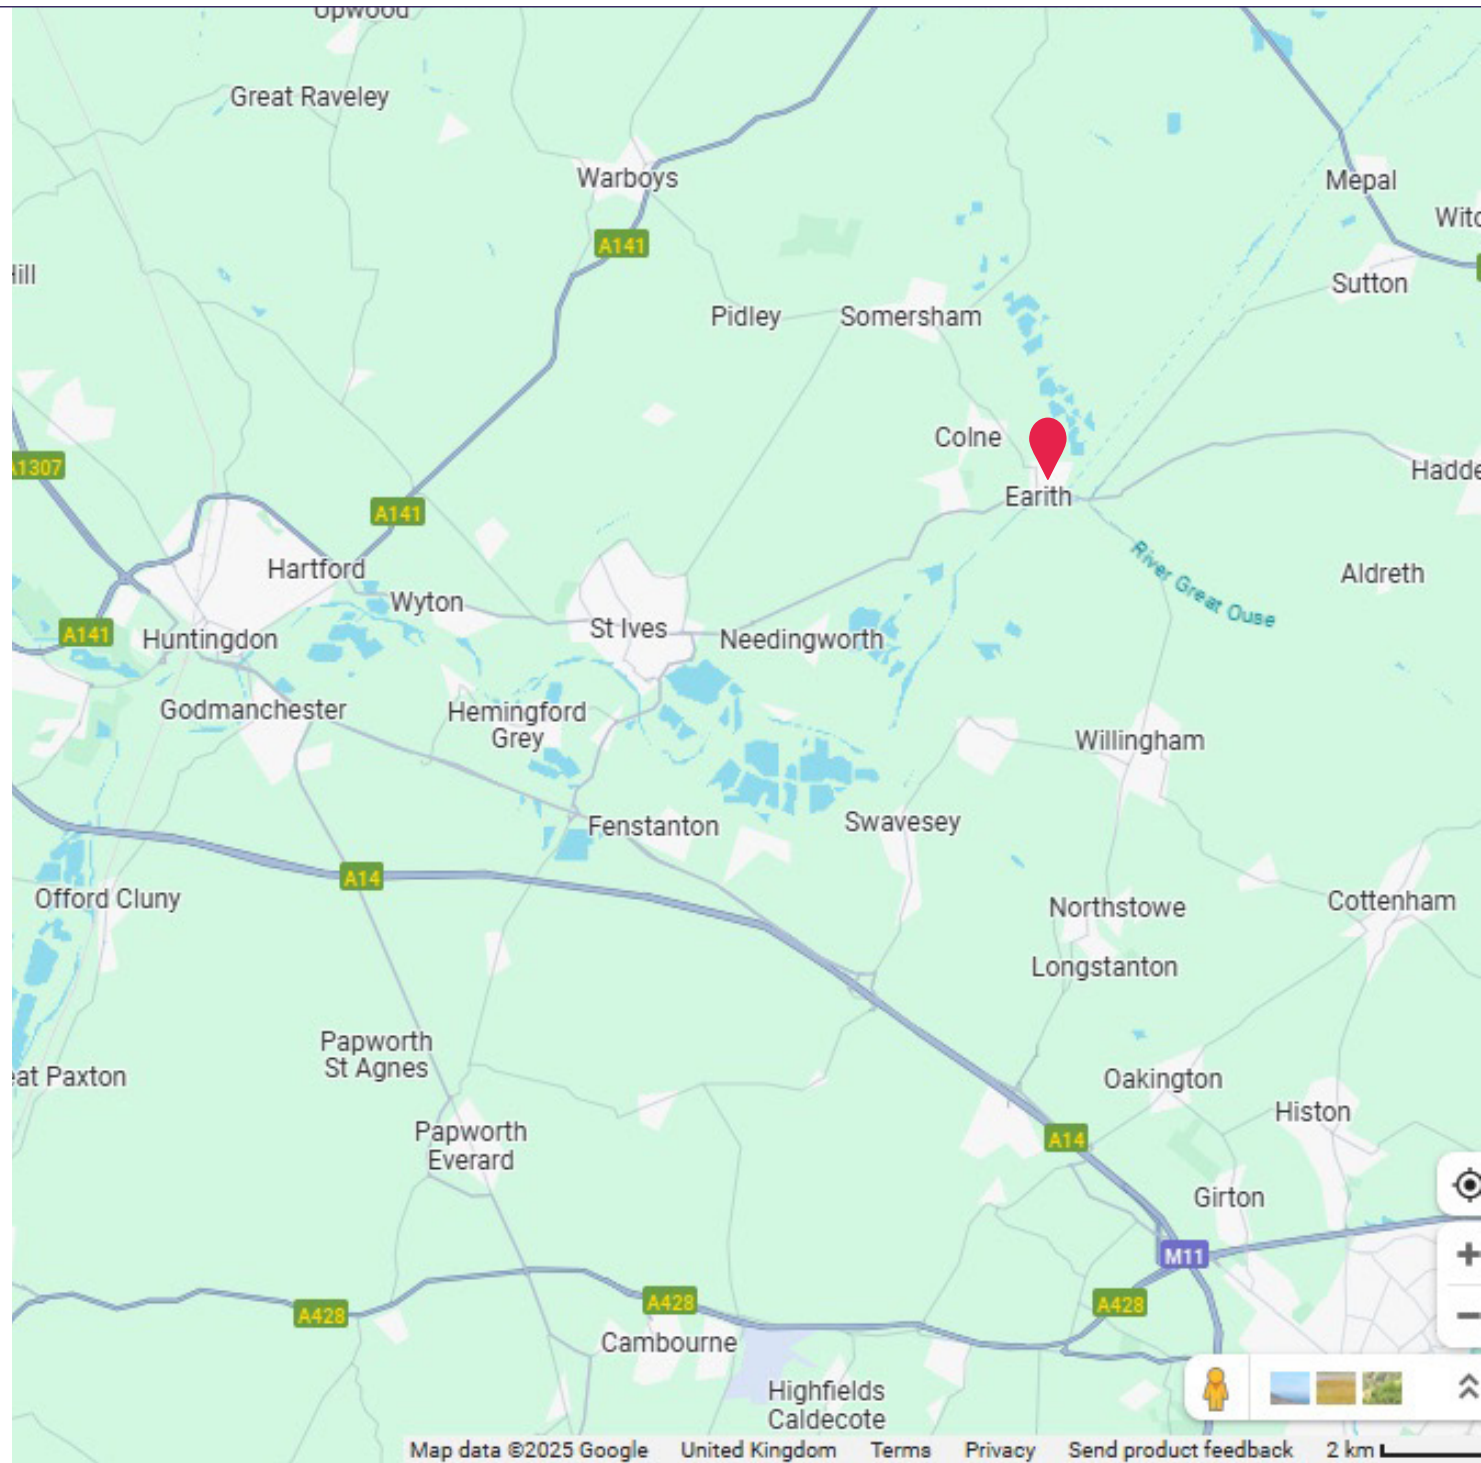 Upwood
Great Raveley
Warboys
Mepal
Witc
A141
ill
Sutton
Pidley
Somersham
Colne
A1307
Hadde
Earith
A141
Hartford
River Great Ouse
Aldreth
Wyton
A141
Huntingdon
St Ives
Needingworth
Godmanchester
Hemingford
Grey
Willingham
Fenstanton
Swavesey
A14
Offord Cluny
Northstowe
Cottenham
Longstanton
Papworth
St Agnes
eat Paxton
Oakington
Histon
Papworth
Everard
A14
Girton
M11
A428
A428
A428
Cambourne
Highfields
Caldecote
Map data ©2025 Google United Kingdom Terms Privacy Send product feedback 2 km